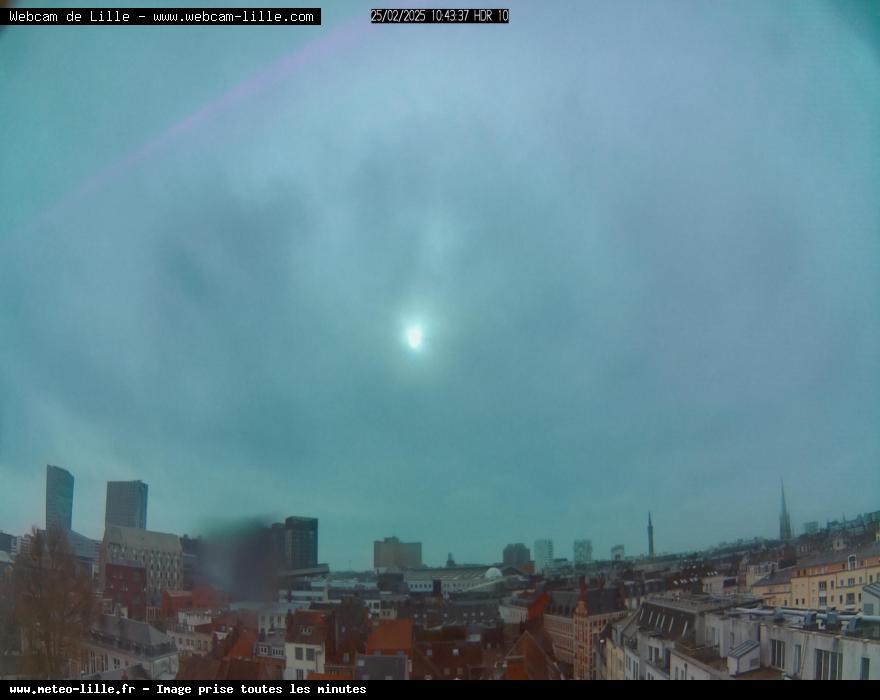 Webcam de Lille - www.webcam-lille.com
25/02/2025 10:43:37 HDR 10
www.meteo-lille.fr - Image prise toutes les minutes